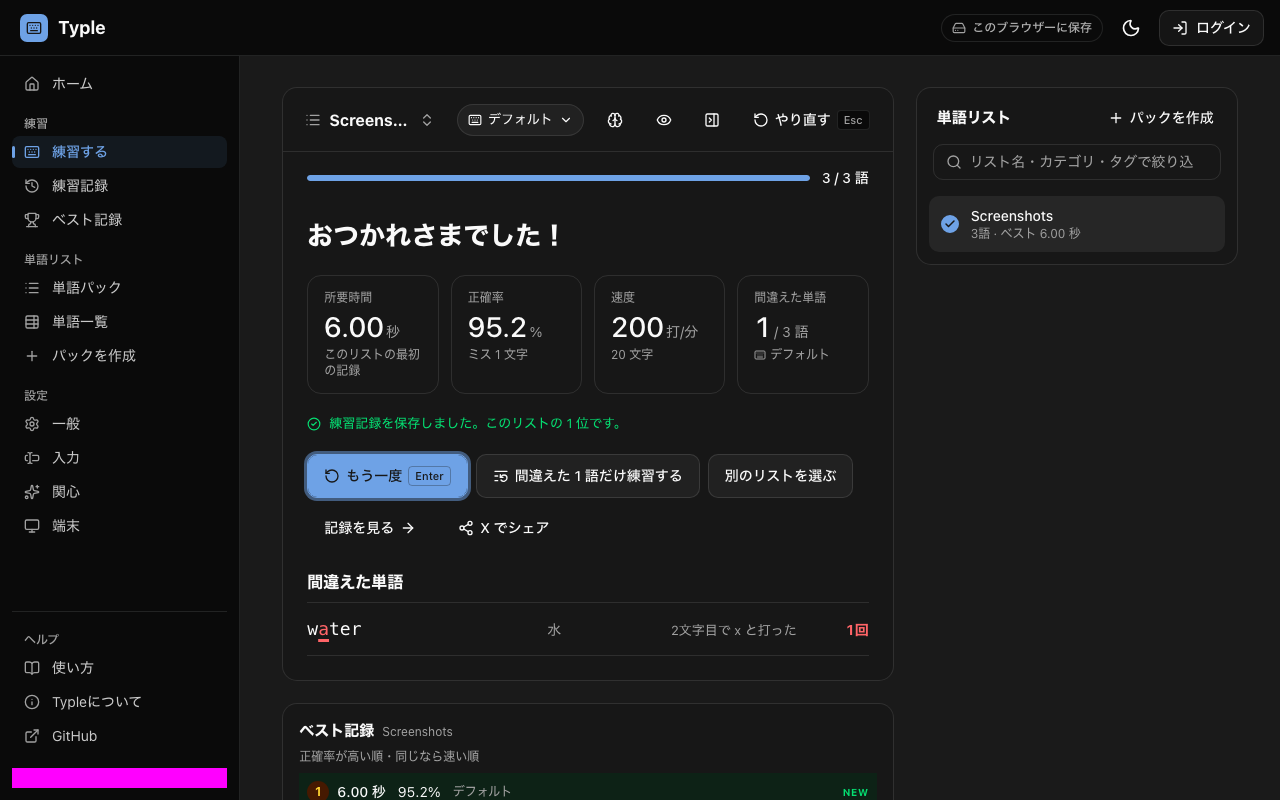 Typle
このブラウザーに保存
ログイン
ホーム
練習
練習する
練習記録
ベスト記録
単語リスト
単語パック
単語一覧
パックを作成
設定
一般
入力
関心
端末
ヘルプ
使い方
Typleについて
GitHub
Screens...
デフォルト
やり直す Esc
3 / 3 語
おつかれさまでした！
所要時間
6.00 秒
このリストの最初
の記録
正確率
95.2 %
ミス 1 文字
速度
200 打/分
20 文字
間違えた単語
1 / 3 語
デフォルト
練習記録を保存しました。このリストの 1 位です。
もう一度 Enter
間違えた 1 語だけ練習する
別のリストを選ぶ
記録を見る →
X でシェア
間違えた単語
water 水 2文字目で x と打った 1回
ベスト記録 Screenshots
正確率が高い順・同じなら速い順
1 6.00 秒 95.2% デフォルト NEW
単語リスト
パックを作成
リスト名・カテゴリ・タグで絞り込
Screenshots
3語 · ベスト 6.00 秒